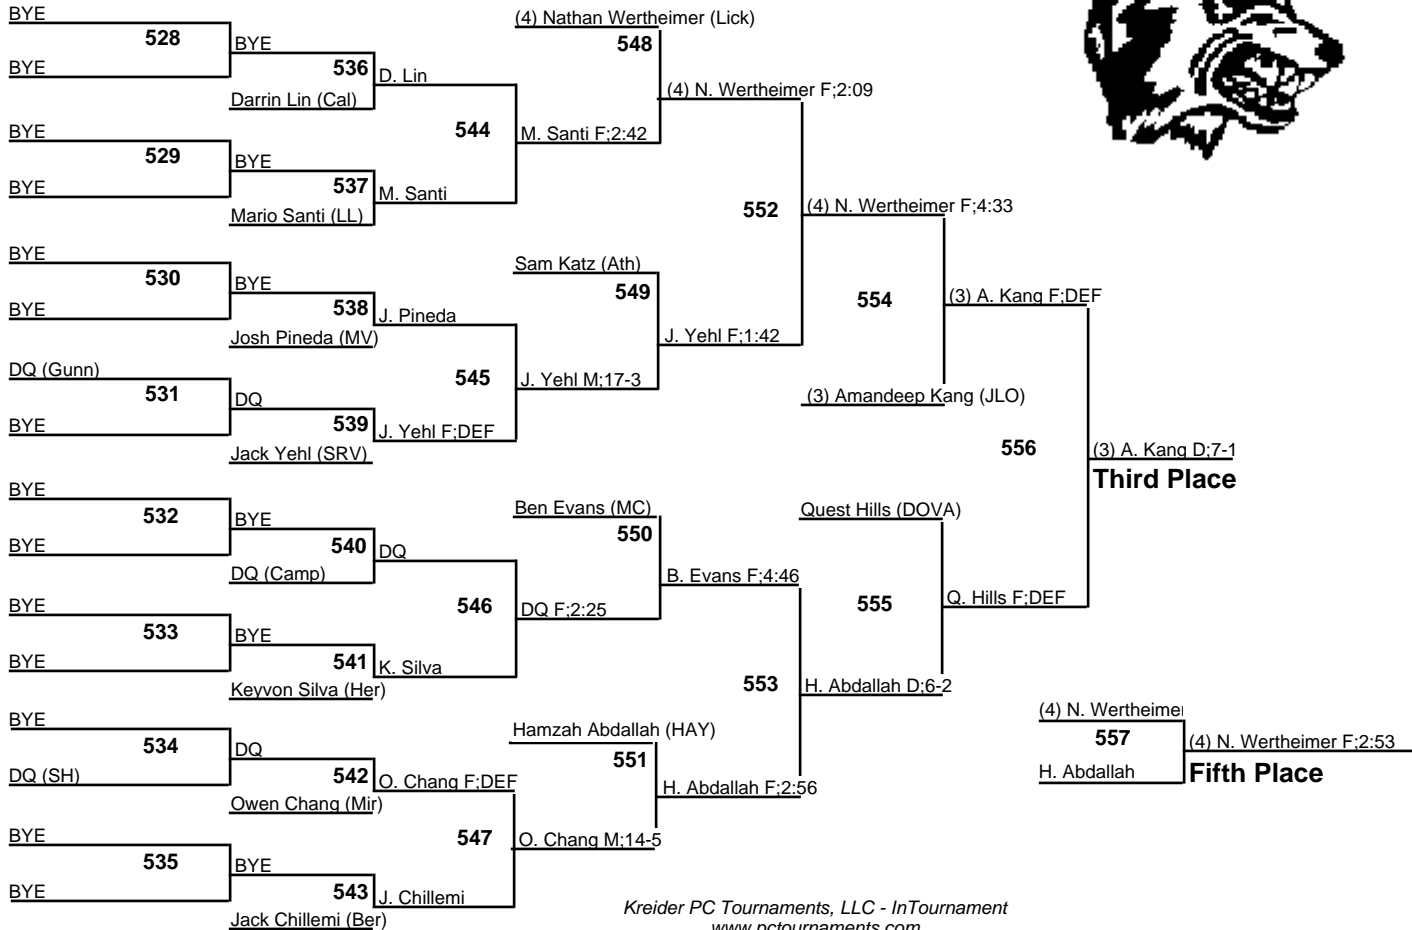 BYE
528
BYE
BYE
536
Darrin Lin (Cal)
D. Lin
544
BYE
529
BYE
BYE
537
Mario Santi (LL)
M. Santi
M. Santi F;2:42
(4) Nathan Wertheimer (Lick)
548
(4) N. Wertheimer F;2:09
BYE
530
BYE
BYE
538
Josh Pineda (MV)
J. Pineda
545
DQ (Gunn)
531
BYE
DQ
539
Jack Yehl (SRV)
J. Yehl F;DEF
J. Yehl M;17-3
Sam Katz (Ath)
549
J. Yehl F;1:42
552
(4) N. Wertheimer F;4:33
554
(3) Amandeep Kang (JLO)
(3) A. Kang F;DEF
BYE
532
BYE
BYE
540
DQ (Camp)
DQ
546
BYE
533
BYE
BYE
541
Keyvon Silva (Her)
K. Silva
DQ F;2:25
Ben Evans (MC)
550
B. Evans F;4:46
BYE
534
DQ (SH)
DQ
542
Owen Chang (Mir)
O. Chang F;DEF
547
BYE
535
BYE
BYE
543
Jack Chillemi (Ber)
J. Chillemi
O. Chang M;14-5
Hamzah Abdallah (HAY)
551
H. Abdallah F;2:56
553
H. Abdallah D;6-2
Quest Hills (DOVA)
555
Q. Hills F;DEF
556
(3) A. Kang D;7-1
Third Place
(4) N. Wertheimer
557
H. Abdallah
(4) N. Wertheimer F;2:53
Fifth Place
Kreider PC Tournaments, LLC - InTournament
www.pctournaments.com